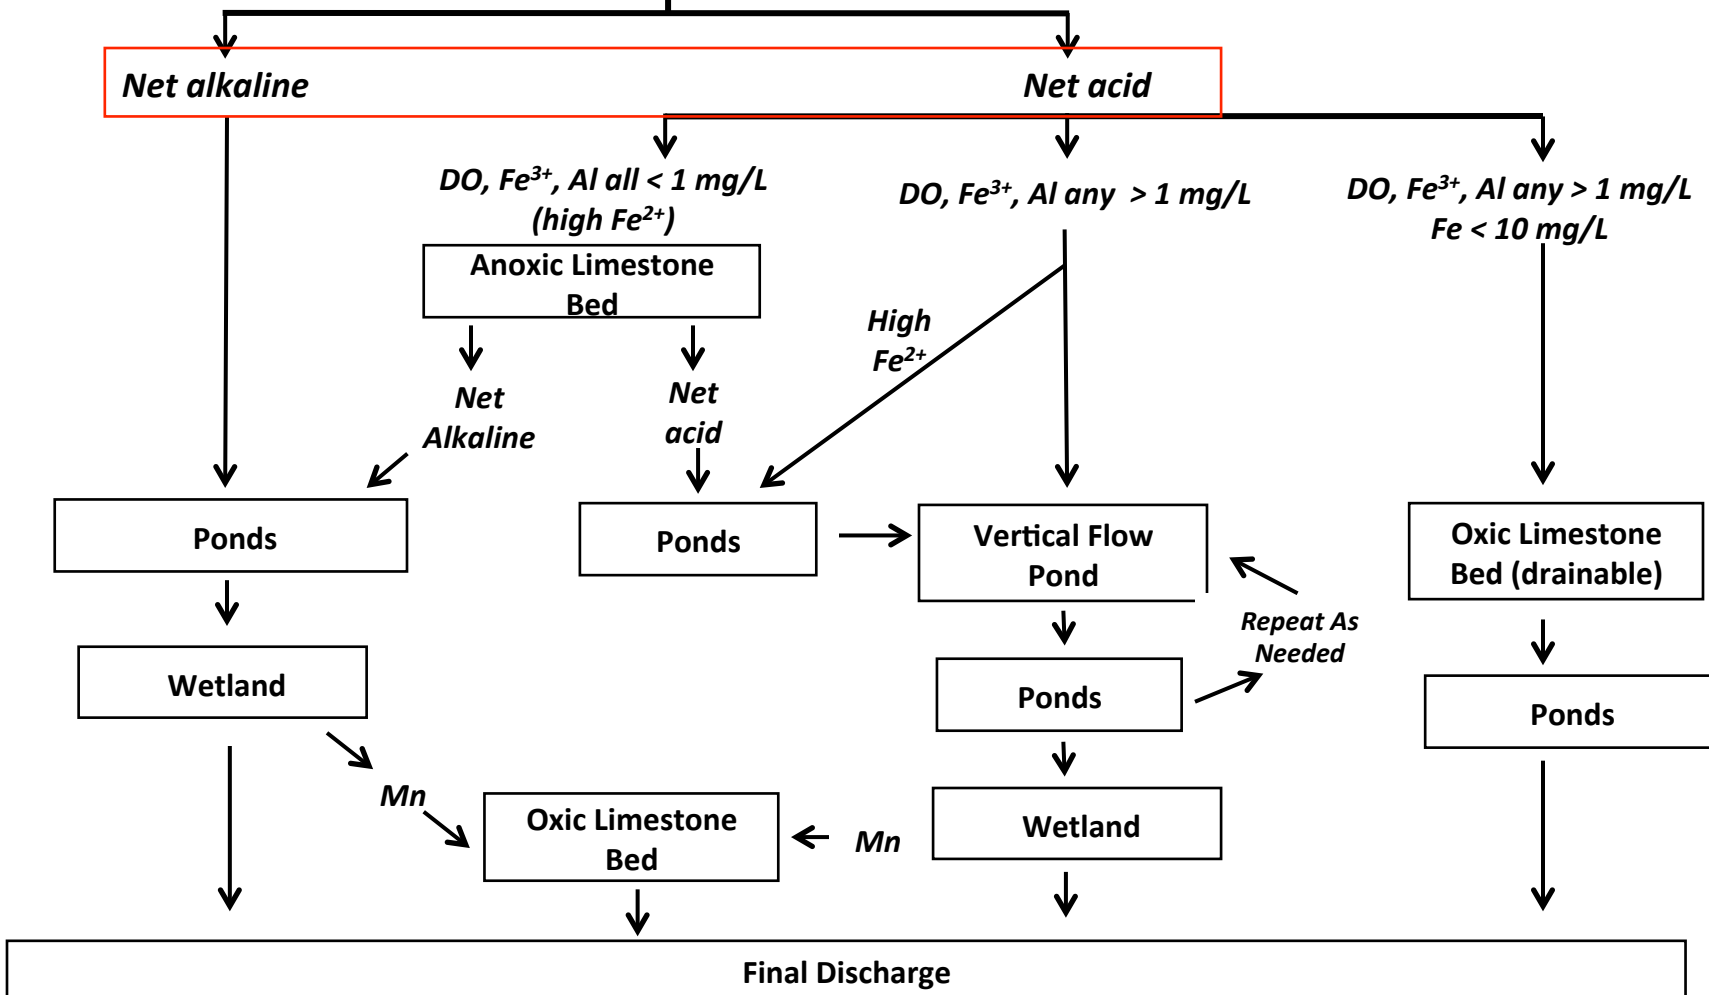 Net alkaline
Net acid
DO, Fe³⁺, Al all < 1 mg/L
(high Fe²⁺)
DO, Fe³⁺, Al any > 1 mg/L
DO, Fe³⁺, Al any > 1 mg/L
Fe < 10 mg/L
Anoxic Limestone
Bed
High
Fe²⁺
Net
Alkaline
Net
acid
Ponds
Ponds
Vertical Flow
Pond
Oxic Limestone
Bed (drainable)
Repeat As
Needed
Wetland
Ponds
Ponds
Mn
Oxic Limestone
Bed
Mn
Wetland
Final Discharge